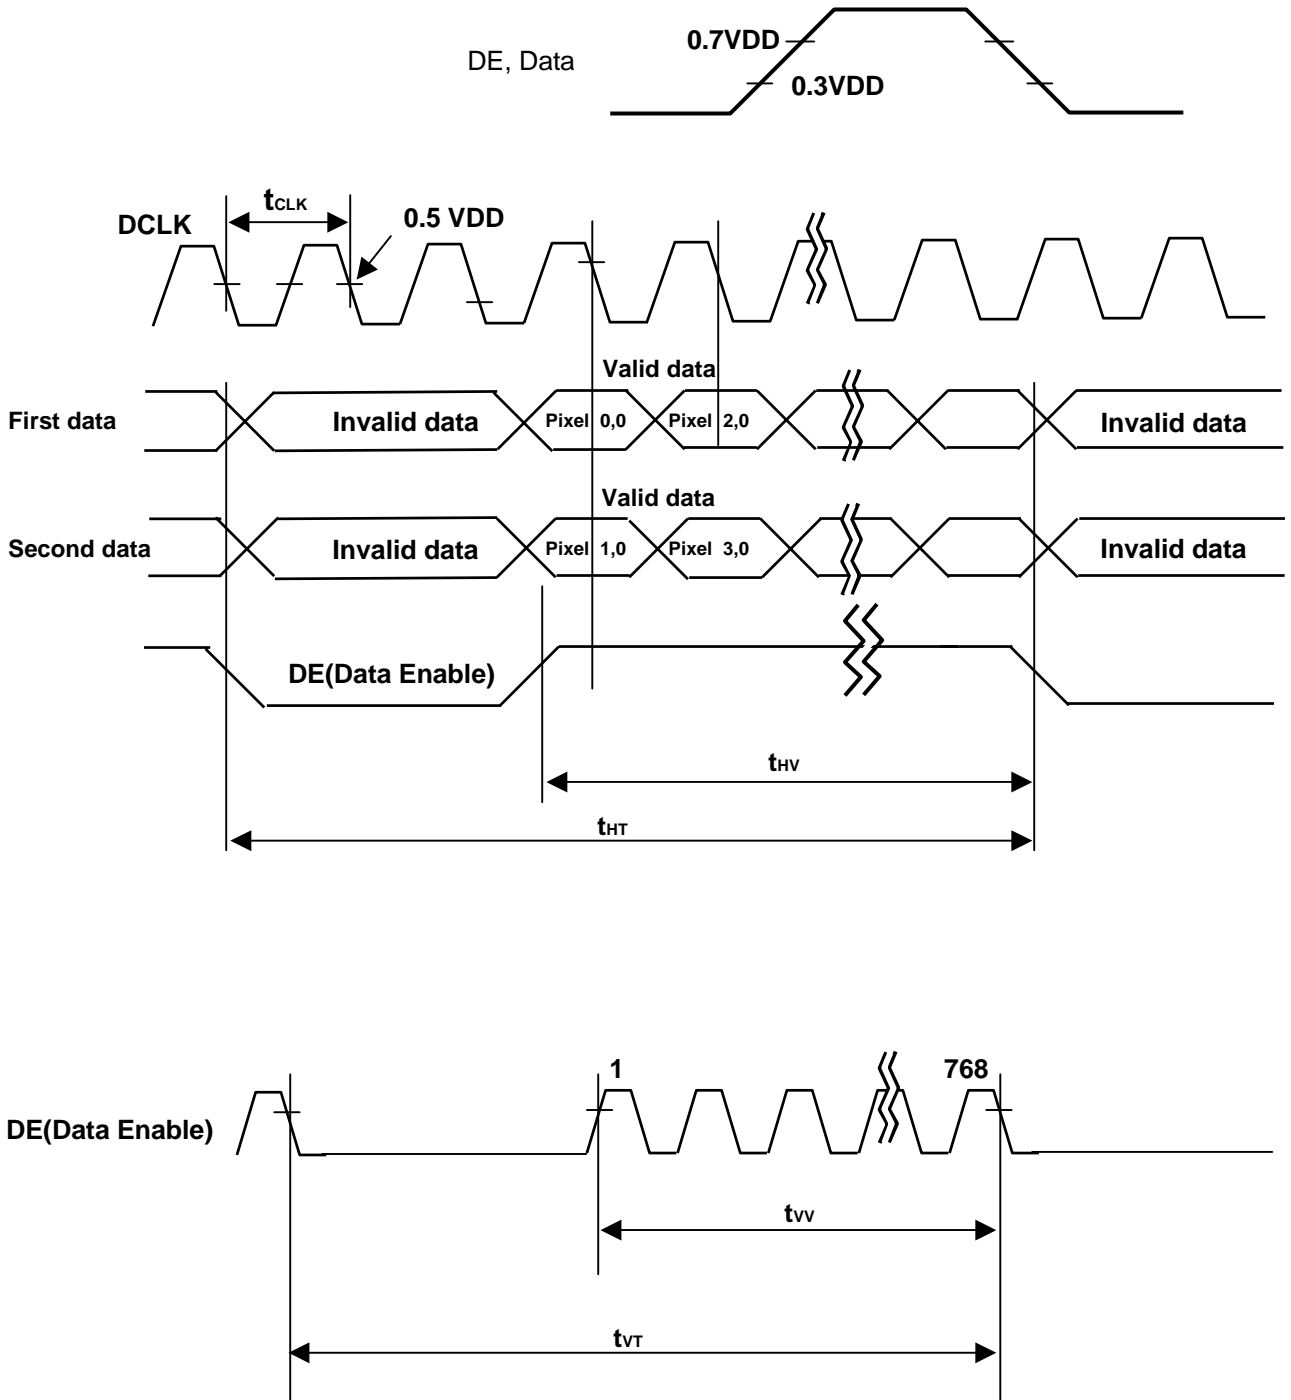 0.7VDD
DE, Data
0.3VDD
tCLK
DCLK
0.5 VDD
Valid data
First data
Invalid data
Pixel 0,0
Pixel 2,0
Invalid data
Valid data
Second data
Invalid data
Pixel 1,0
Pixel 3,0
Invalid data
DE(Data Enable)
tHV
tHT
1
768
DE(Data Enable)
tVV
tVT